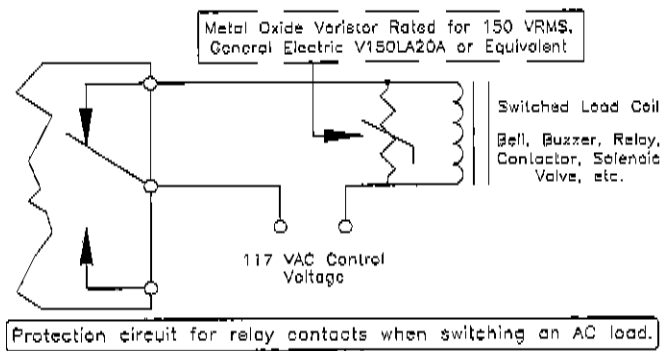 Metal Oxide Varistor Rated for 150 VRMS.
General Electric V150LA20A or Equivalent
Switched Load Coil
Bell, Buzzer, Relay,
Contactor, Solenoid
Valve, etc.
117 VAC Control
Voltage
Protection circuit for relay contacts when switching an AC load.